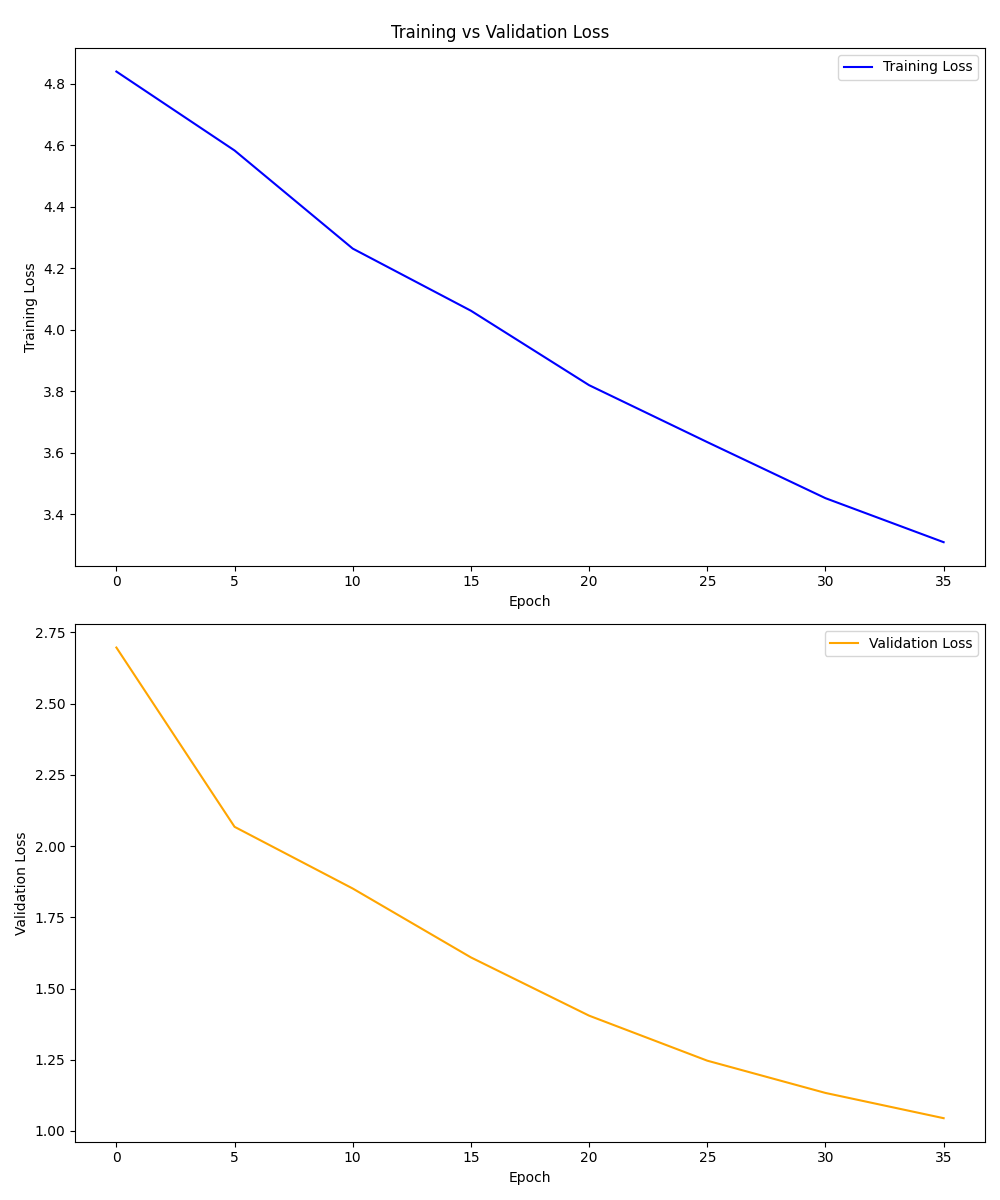 Training vs Validation Loss
Training Loss
4.8
4.6
4.4
4.2
4.0
3.8
3.6
3.4
Training Loss
0 5 10 15 20 25 30 35
Epoch
Validation Loss
2.75
2.50
2.25
2.00
1.75
1.50
1.25
1.00
Validation Loss
0 5 10 15 20 25 30 35
Epoch